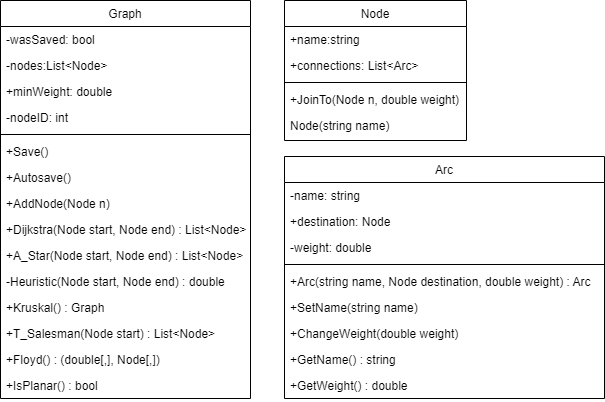 Graph
-wasSaved: bool
-nodes:List<Node>
+minWeight: double
-nodeID: int
+Save()
+Autosave()
+AddNode(Node n)
+Dijkstra(Node start, Node end) : List<Node>
+A_Star(Node start, Node end) : List<Node>
-Heuristic(Node start, Node end) : double
+Kruskal() : Graph
+T_Salesman(Node start) : List<Node>
+Floyd() : (double[,], Node[,])
+IsPlanar() : bool
Node
+name:string
+connections: List<Arc>
+JoinTo(Node n, double weight)
Node(string name)
Arc
-name: string
+destination: Node
-weight: double
+Arc(string name, Node destination, double weight) : Arc
+SetName(string name)
+ChangeWeight(double weight)
+GetName() : string
+GetWeight() : double